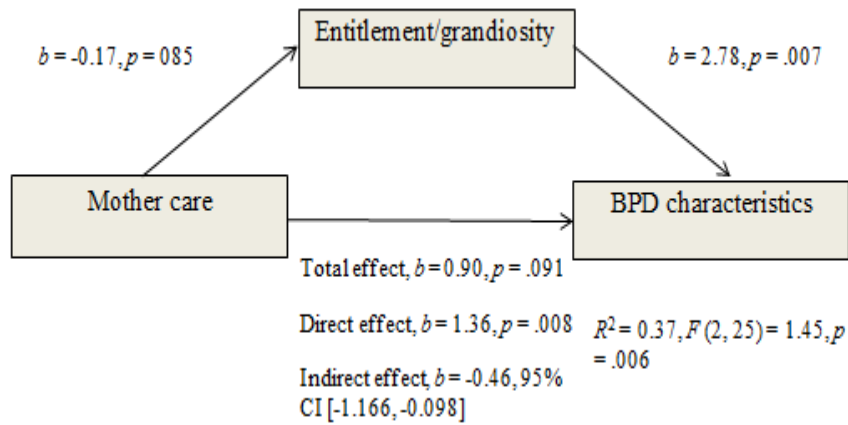 Entitlement/grandiosity
b = -0.17, p = 085
b = 2.78, p = .007
Mother care
BPD characteristics
Total effect, b = 0.90, p = .091
Direct effect, b = 1.36, p = .008
Indirect effect, b = -0.46, 95%
CI [-1.166, -0.098]
R² = 0.37, F (2, 25) = 1.45, p
= .006